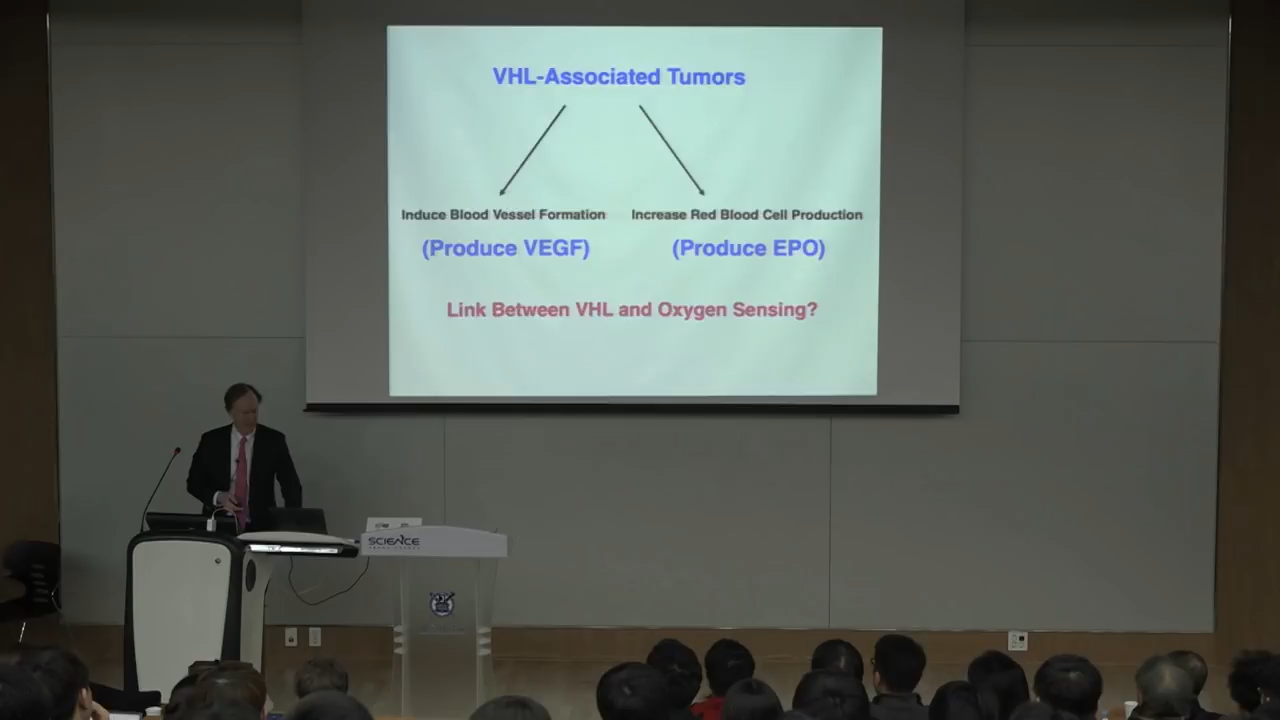 VHL-Associated Tumors
Induce Blood Vessel Formation
Increase Red Blood Cell Production
(Produce VEGF)
(Produce EPO)
Link Between VHL and Oxygen Sensing?
SCIENCE